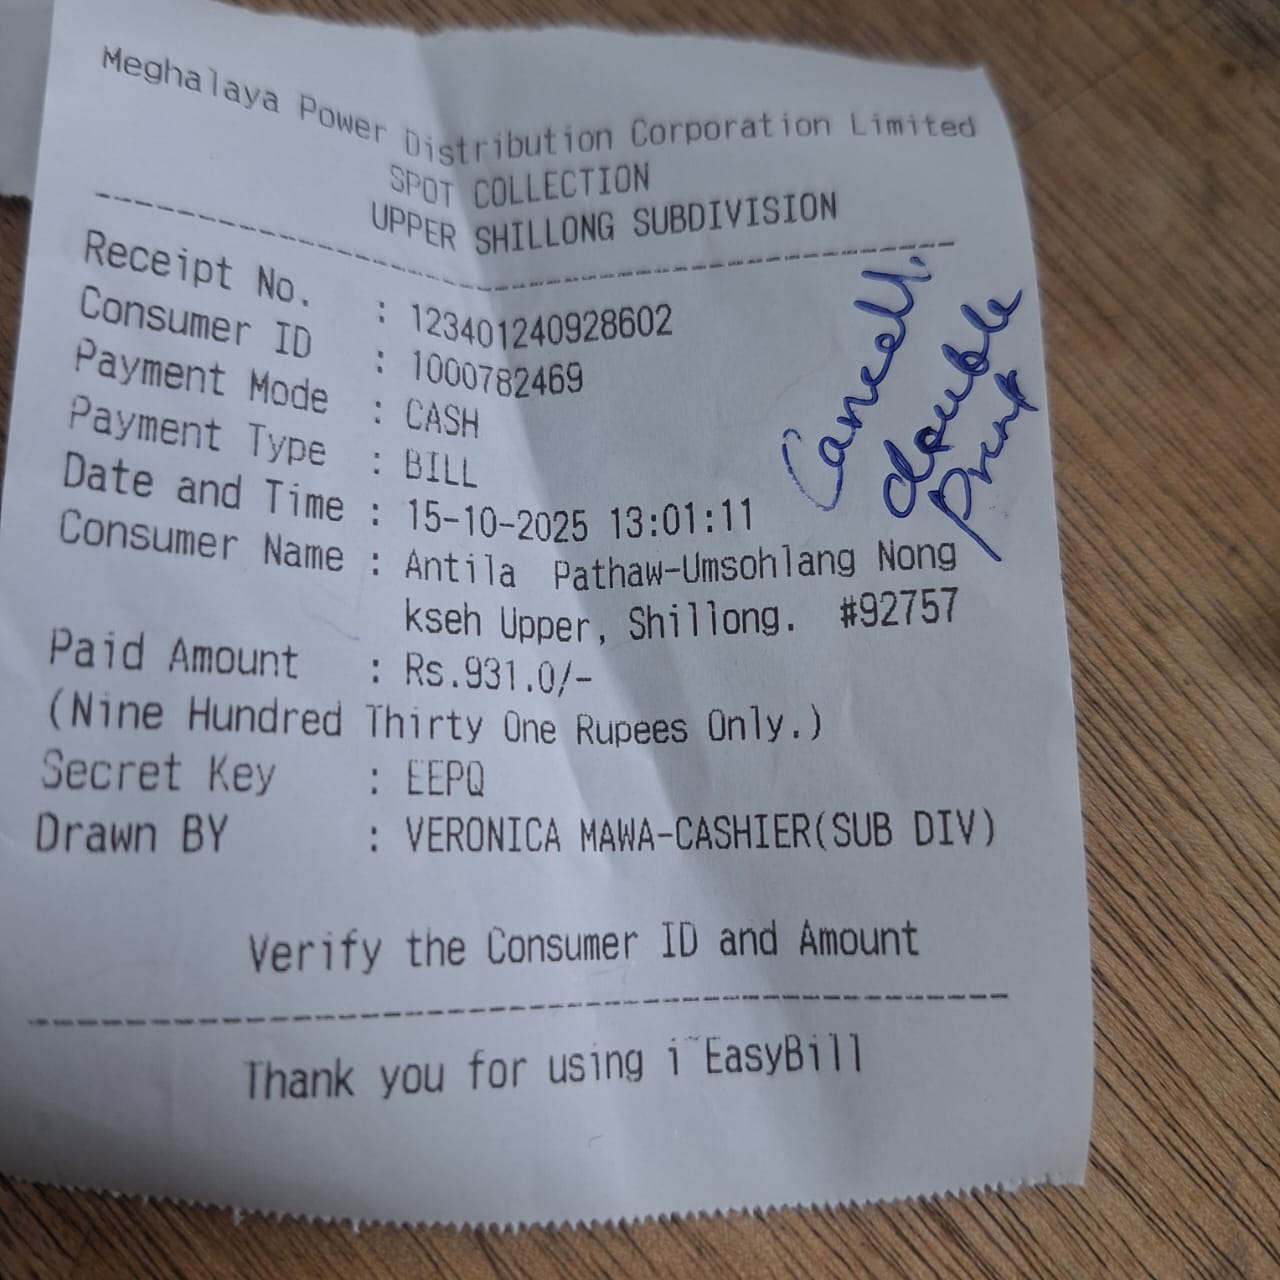 Meghalaya Power Distribution Corporation Limited
SPOT COLLECTION
UPPER SHILLONG SUBDIVISION
Receipt No. : 123401240928602
Consumer ID : 1000782469
Payment Mode : CASH
Payment Type : BILL
Date and Time : 15-10-2025 13:01:11
Consumer Name : Antila Pathaw-Umsohlang Nong
kseh Upper, Shillong. #92757
Paid Amount : Rs.931.0/-
(Nine Hundred Thirty One Rupees Only.)
Secret Key : EEPQ
Drawn BY : VERONICA MAWA-CASHIER(SUB DIV)
Verify the Consumer ID and Amount
Thank you for using i~EasyBill
double
print